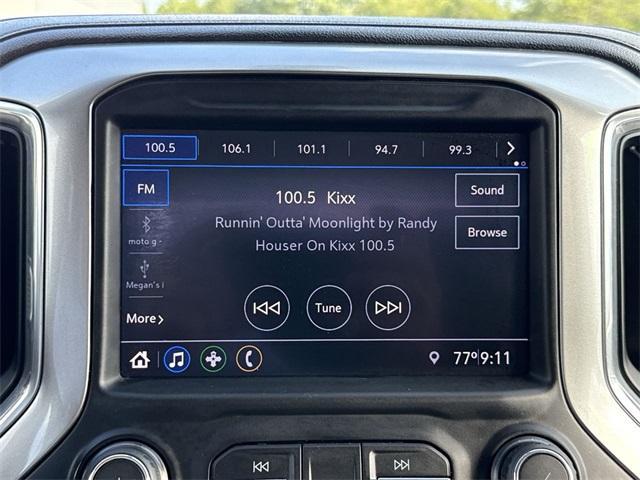 100.5 106.1 101.1 94.7 99.3
FM
100.5 Kixx
Sound
Runnin' Outta' Moonlight by Randy
Houser On Kixx 100.5
Browse
moto g -
Megan's i
More
Tune
77° 9:11